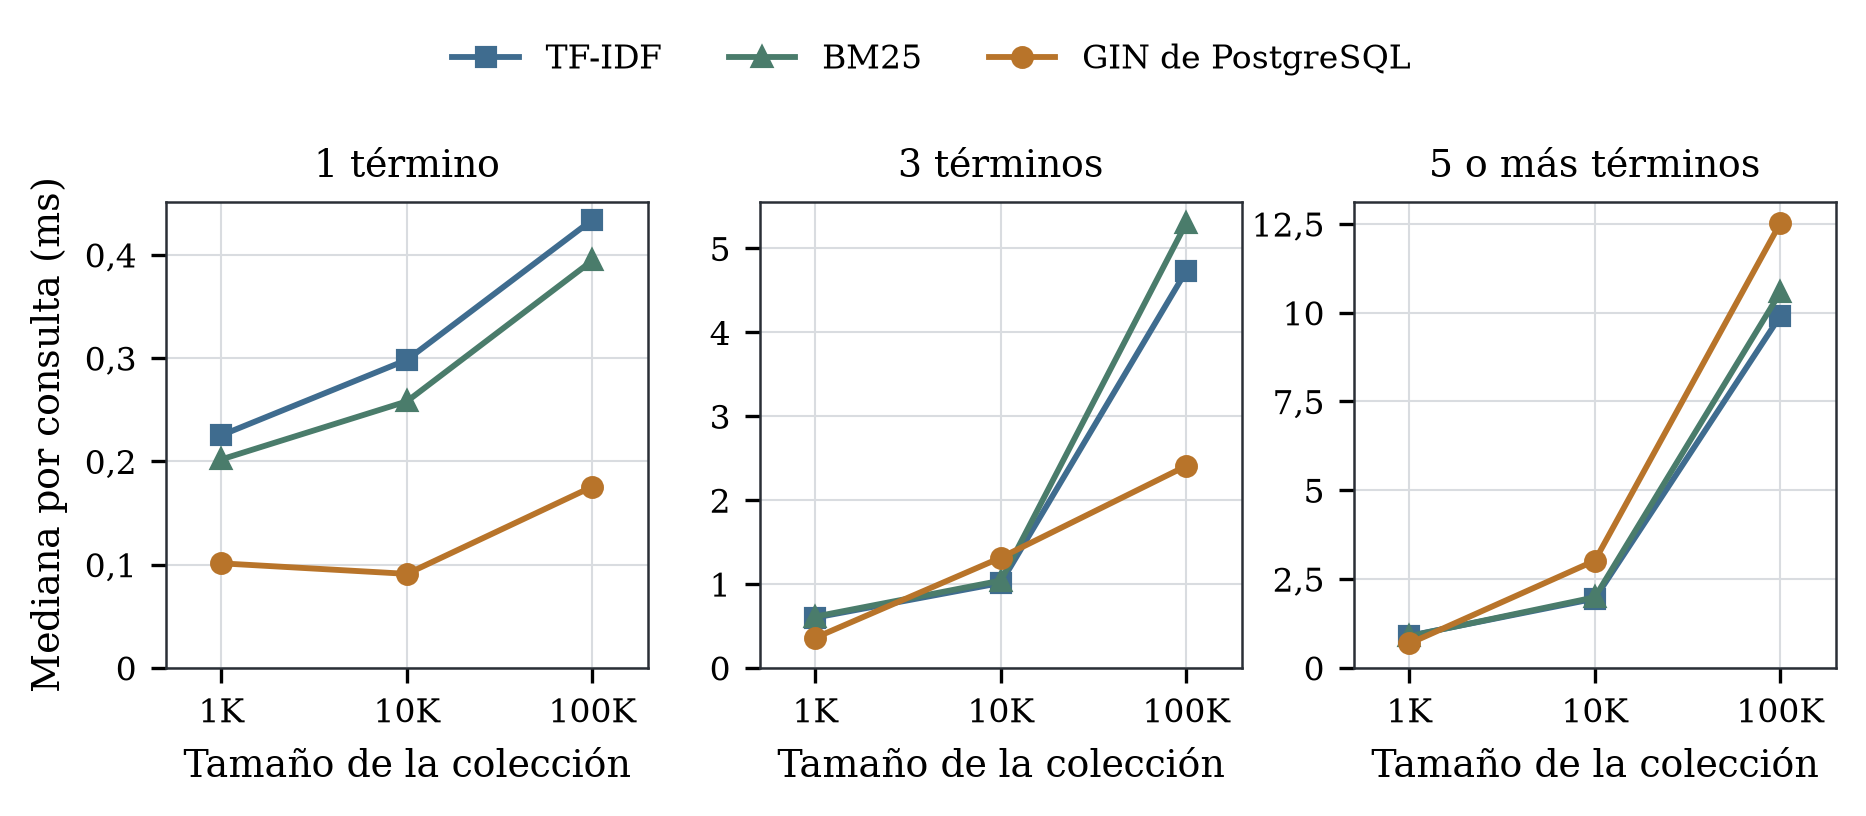 TF-IDF BM25 GIN de PostgreSQL
Mediana por consulta (ms)
1 término
0,4
0,3
0,2
0,1
0
1K 10K 100K
Tamaño de la colección
3 términos
5
4
3
2
1
0
1K 10K 100K
Tamaño de la colección
5 o más términos
12,5
10
7,5
5
2,5
0
1K 10K 100K
Tamaño de la colección